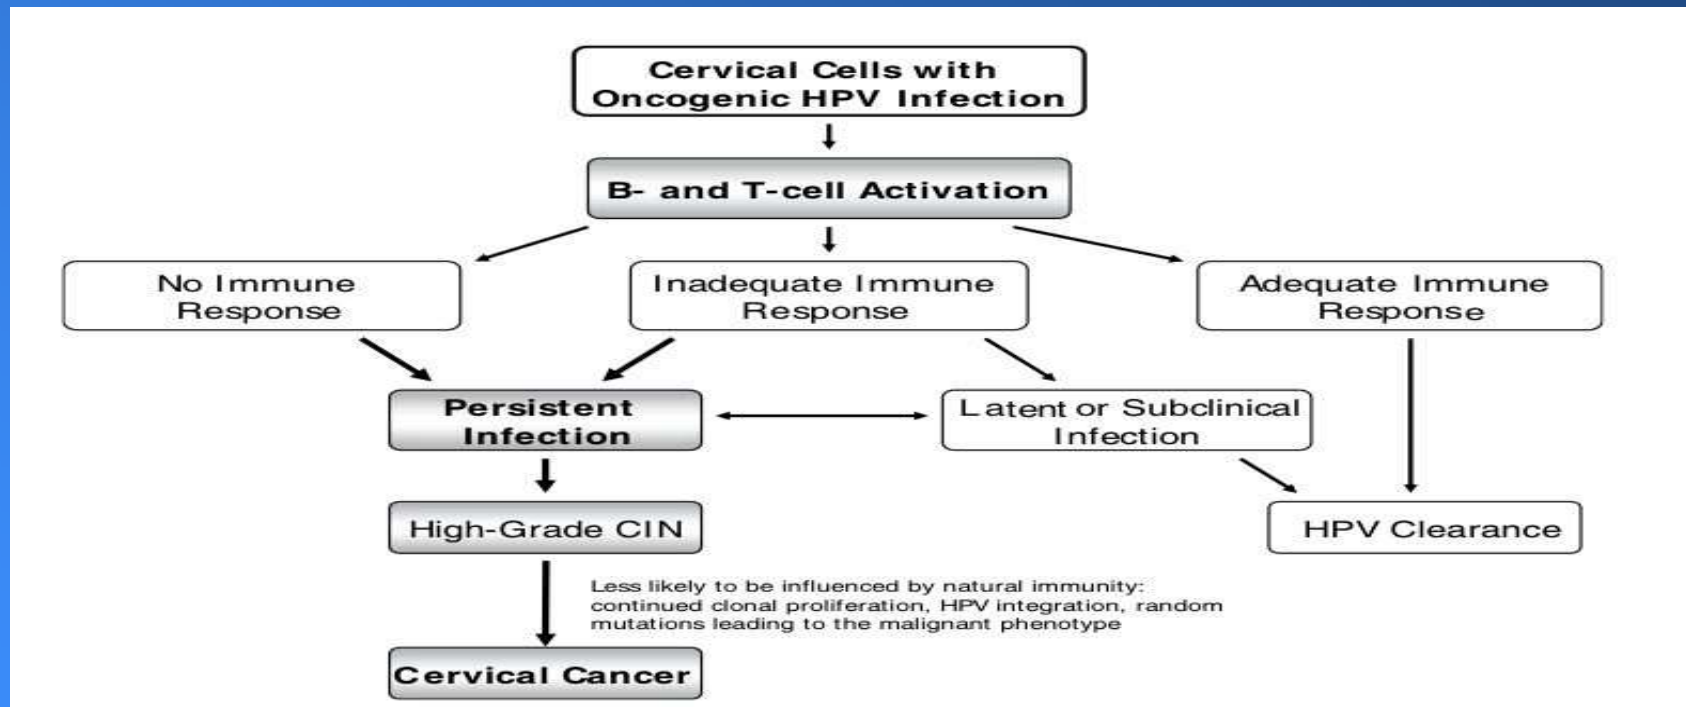 Cervical Cells with
Oncogenic HPV Infection
B- and T-cell Activation
No Immune
Response
Inadequate Immune
Response
Adequate Immune
Response
Persistent
Infection
Latent or Subclinical
Infection
High-Grade CIN
HPV Clearance
Less likely to be influenced by natural immunity:
continued clonal proliferation, HPV integration, random
mutations leading to the malignant phenotype
Cervical Cancer